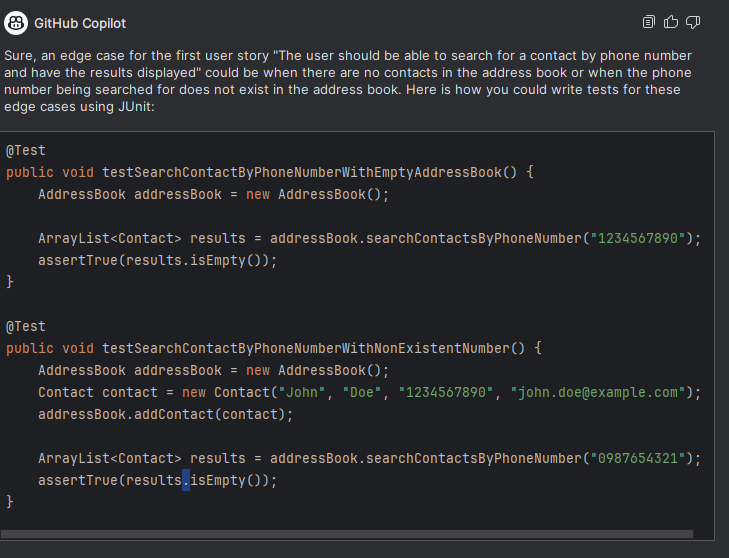 GitHub Copilot
Sure, an edge case for the first user story "The user should be able to search for a contact by phone number
and have the results displayed" could be when there are no contacts in the address book or when the phone
number being searched for does not exist in the address book. Here is how you could write tests for these
edge cases using JUnit:
@Test
public void testSearchContactByPhoneNumberWithEmptyAddressBook() {
    AddressBook addressBook = new AddressBook();

    ArrayList<Contact> results = addressBook.searchContactsByPhoneNumber("1234567890");
    assertTrue(results.isEmpty());
}

@Test
public void testSearchContactByPhoneNumberWithNonExistentNumber() {
    AddressBook addressBook = new AddressBook();
    Contact contact = new Contact("John", "Doe", "1234567890", "john.doe@example.com");
    addressBook.addContact(contact);

    ArrayList<Contact> results = addressBook.searchContactsByPhoneNumber("0987654321");
    assertTrue(results.isEmpty());
}